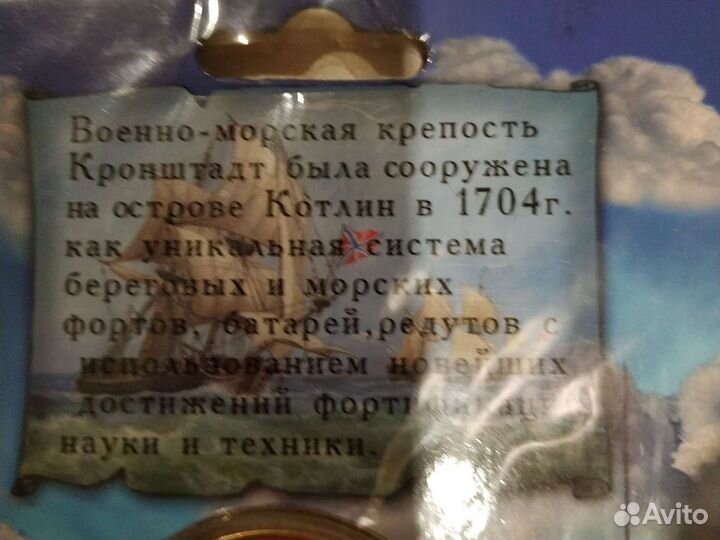 Военно-морская крепость
Кронштадт была сооружена
на острове Котлин в 1704г.
как уникальная система
береговых и морских
фортов, батарей,редутов с
использованием новейших
достижений
науки и техники.
Avito